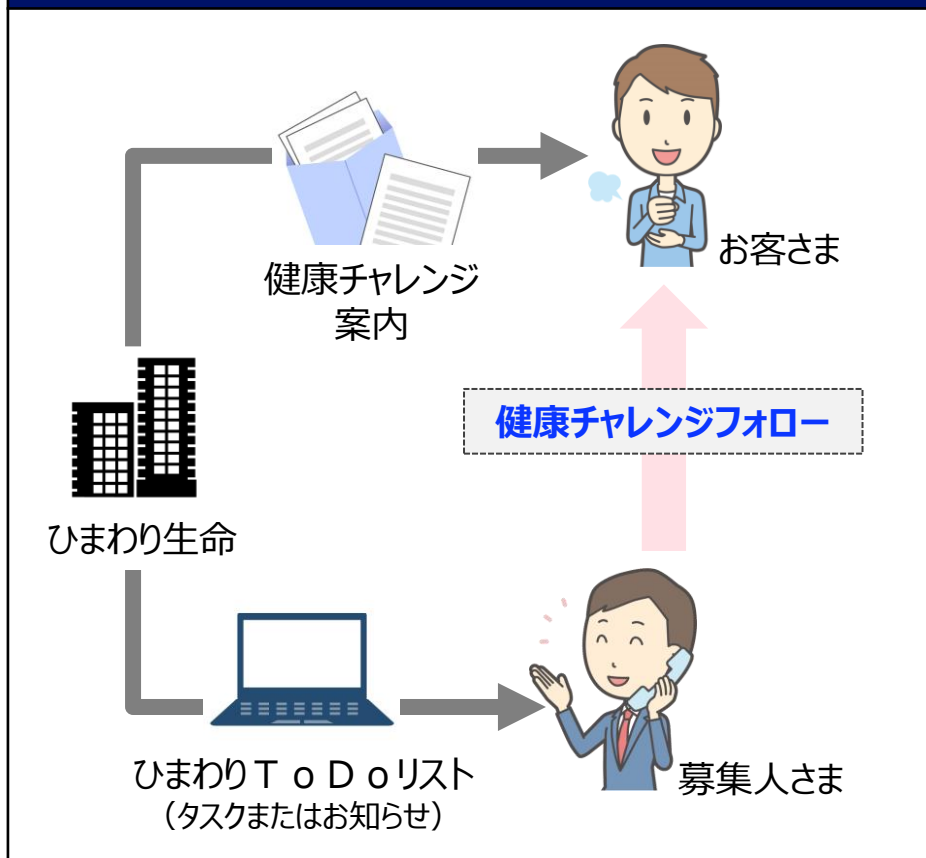 お客さま
健康チャレンジ
案内
健康チャレンジフォロー
ひまわり生命
ひまわりＴｏＤｏリスト
（タスクまたはお知らせ）
募集人さま